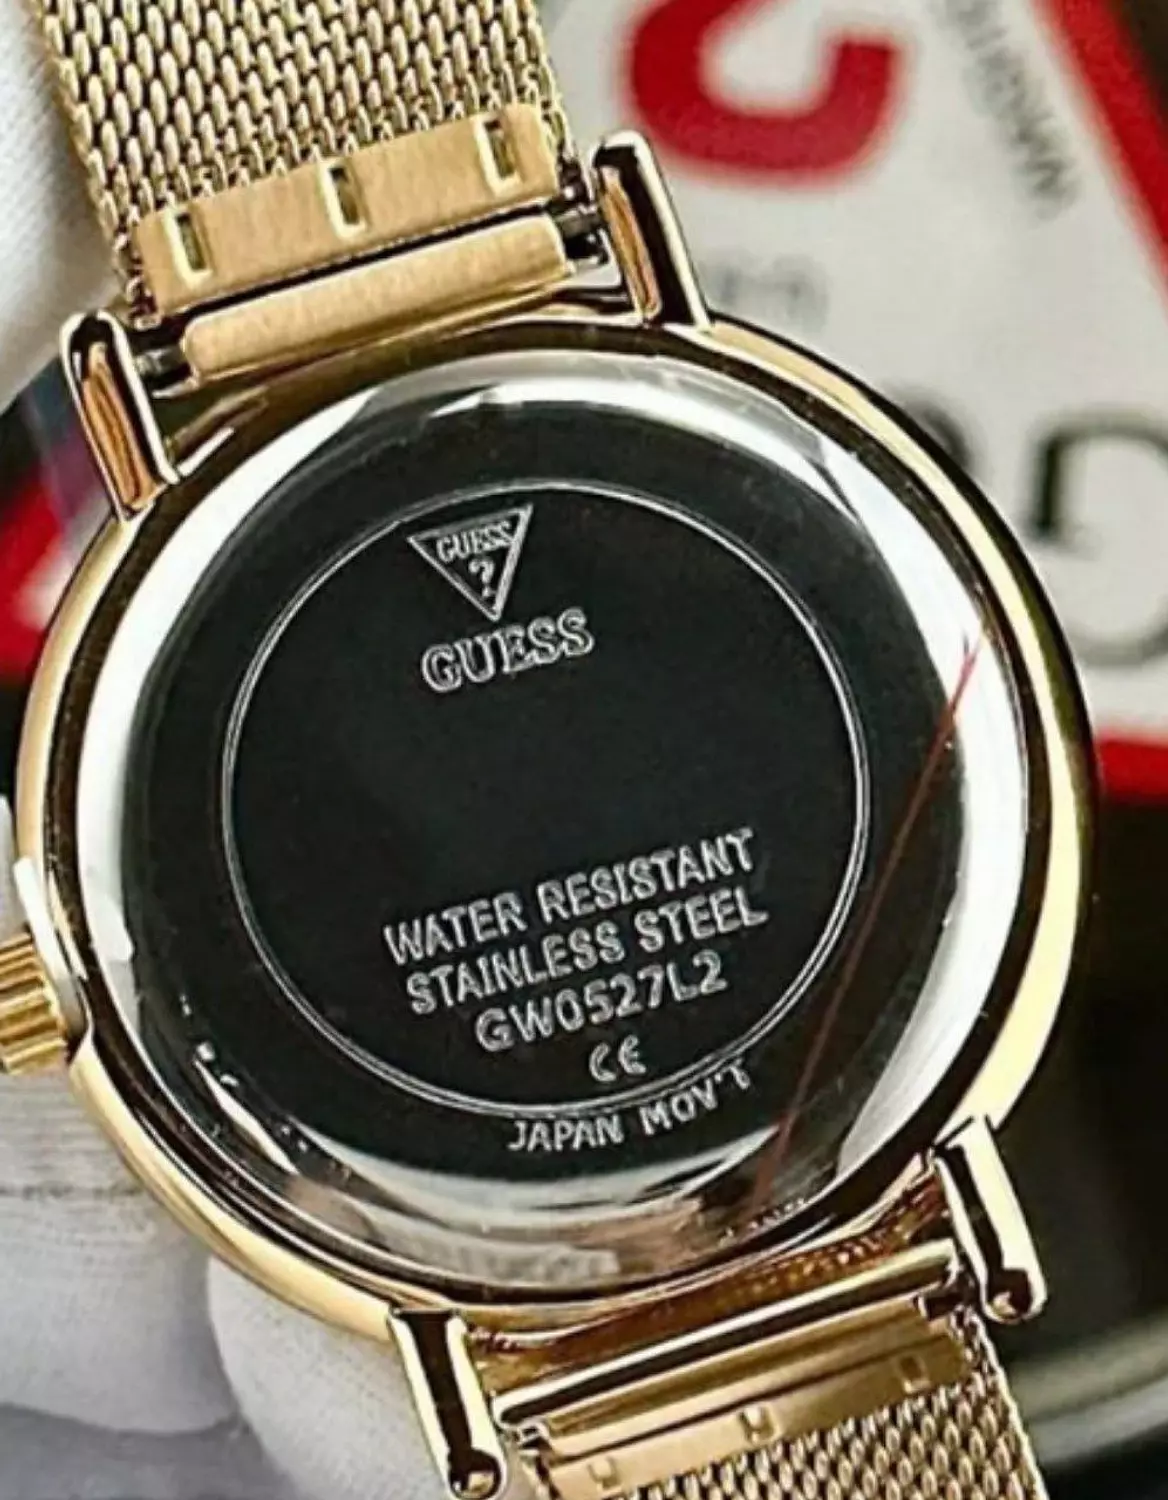 GUESS
?
GUESS
WATER RESISTANT
STAINLESS STEEL
GW0527L2
CE
JAPAN MOV'T